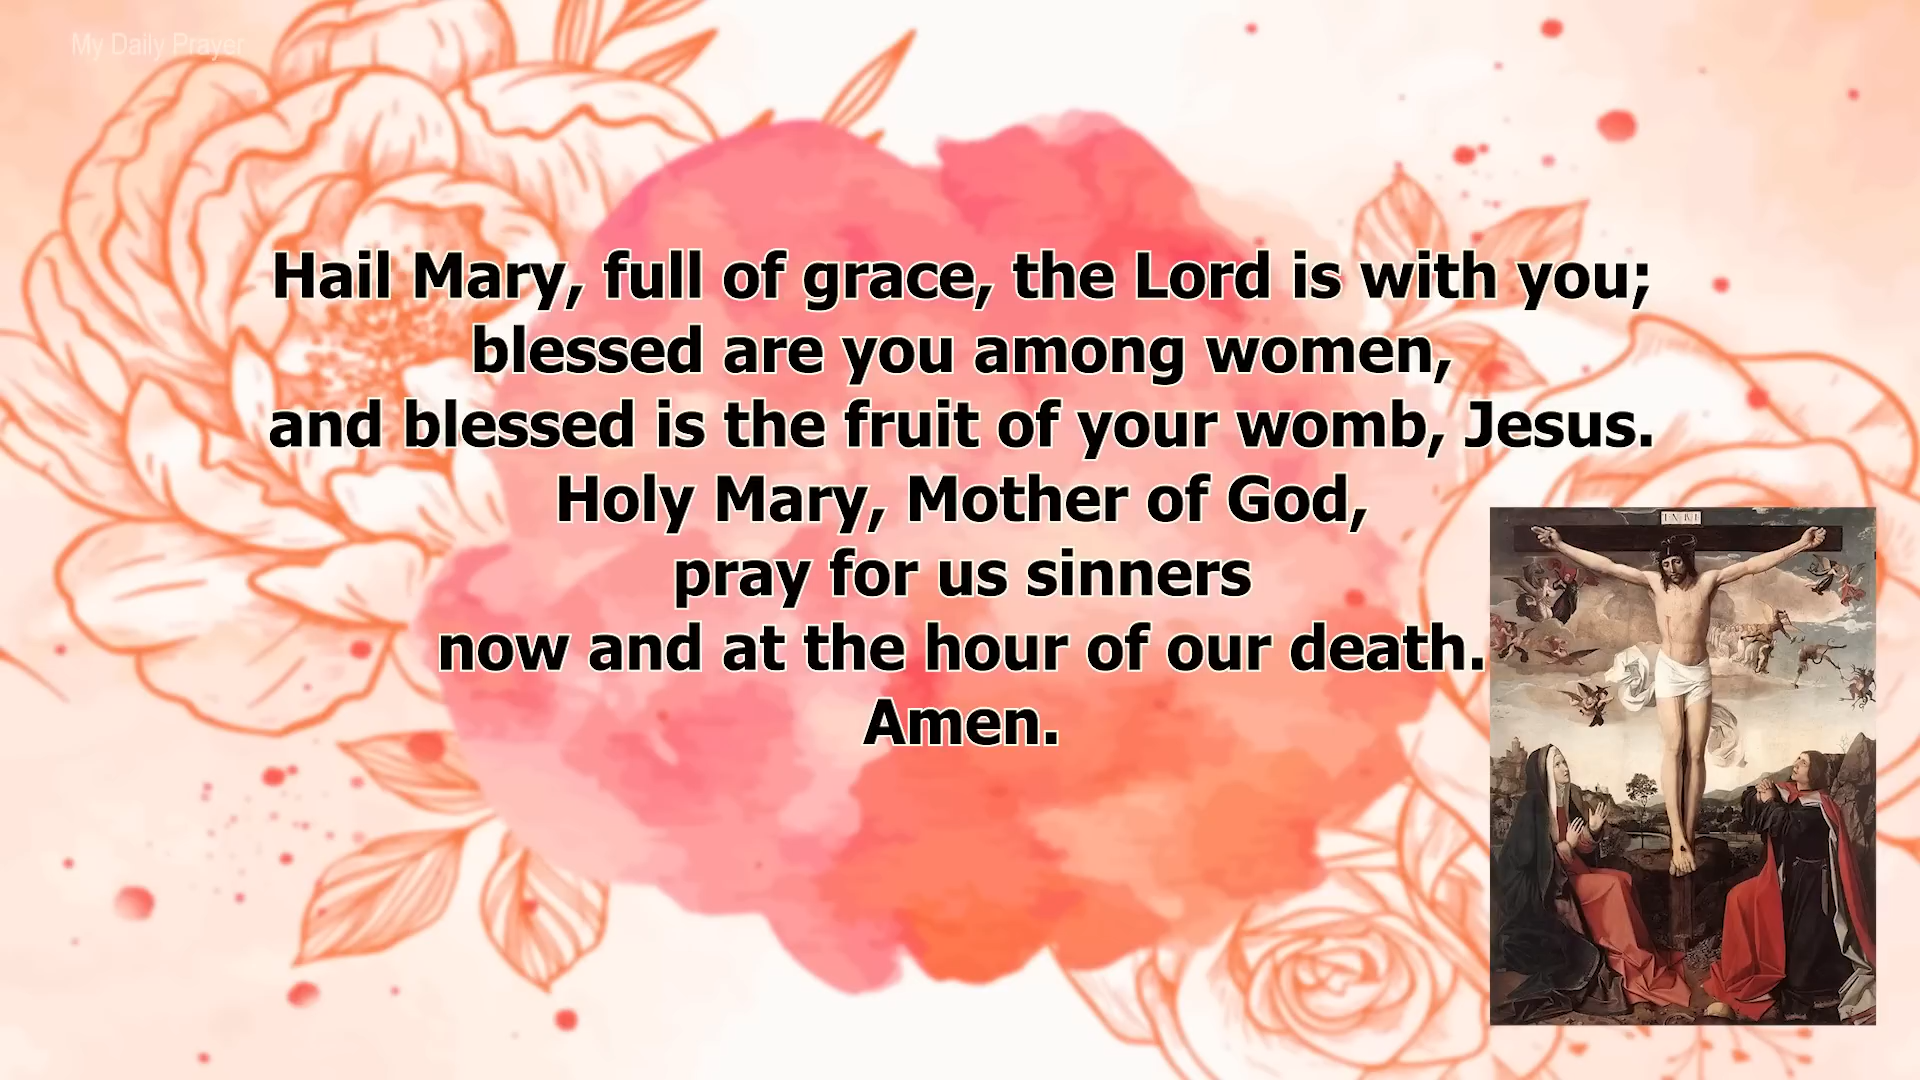 My Daily Prayer
Hail Mary, full of grace, the Lord is with you;
blessed are you among women,
and blessed is the fruit of your womb, Jesus.
Holy Mary, Mother of God,
pray for us sinners
now and at the hour of our death.
Amen.
INRI